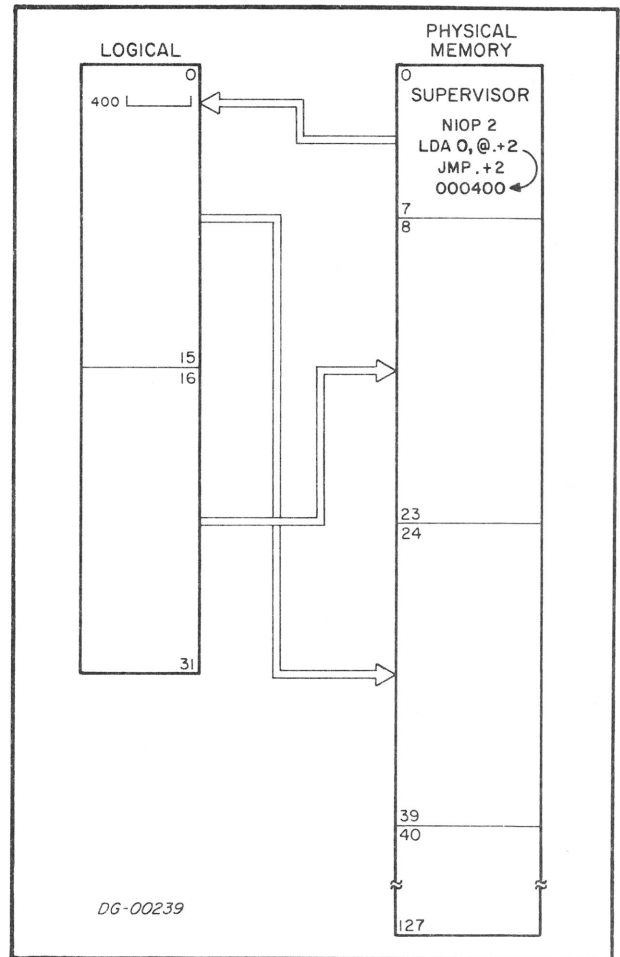 LOGICAL
0
400
15
16
31
PHYSICAL
MEMORY
0
SUPERVISOR
NIOP 2
LDA 0, @.+2
JMP .+2
000400
7
8
23
24
39
40
127
DG-00239